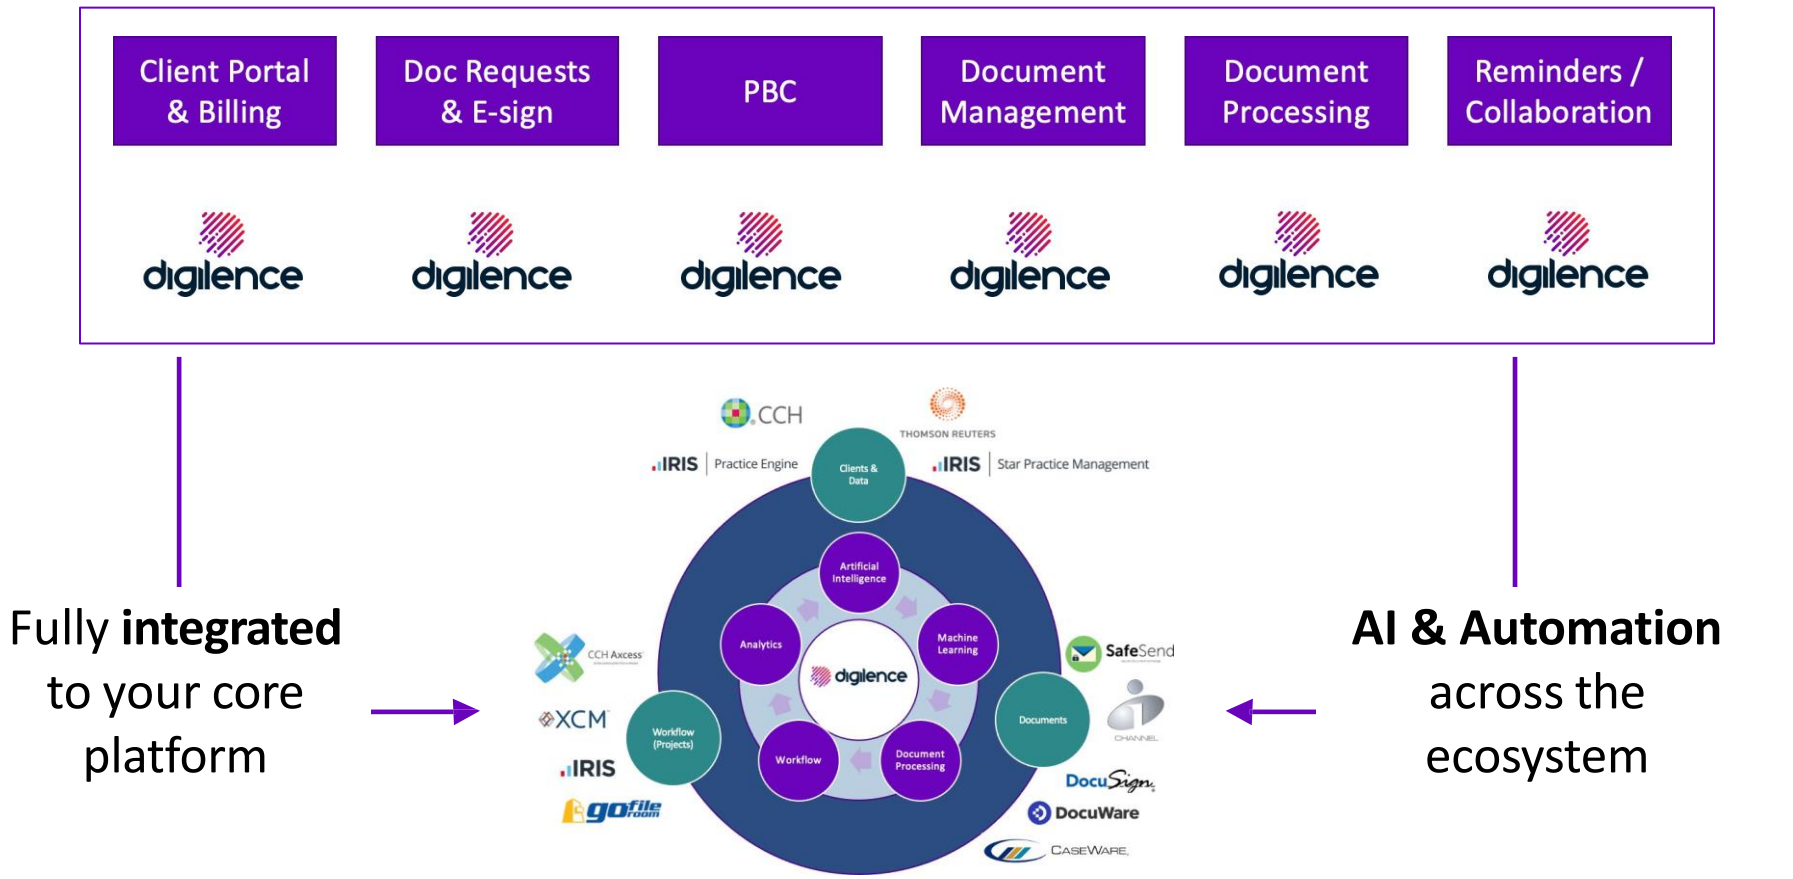 Client Portal
& Billing
Doc Requests
& E-sign
PBC
Document
Management
Document
Processing
Reminders /
Collaboration
digilence
digilence
digilence
digilence
digilence
digilence
CCH
THOMSON REUTERS
IRIS | Practice Engine
Clients &
Data
IRIS | Star Practice Management
Artificial
Intelligence
Analytics
Machine
Learning
digilence
Workflow
Document
Processing
Fully integrated
to your core
platform
CCH Axcess
XCM
Workflow
(Projects)
IRIS
gofile
room
SafeSend
Documents
CHANNEL
DocuSign
DocuWare
CASEWARE
AI & Automation
across the
ecosystem